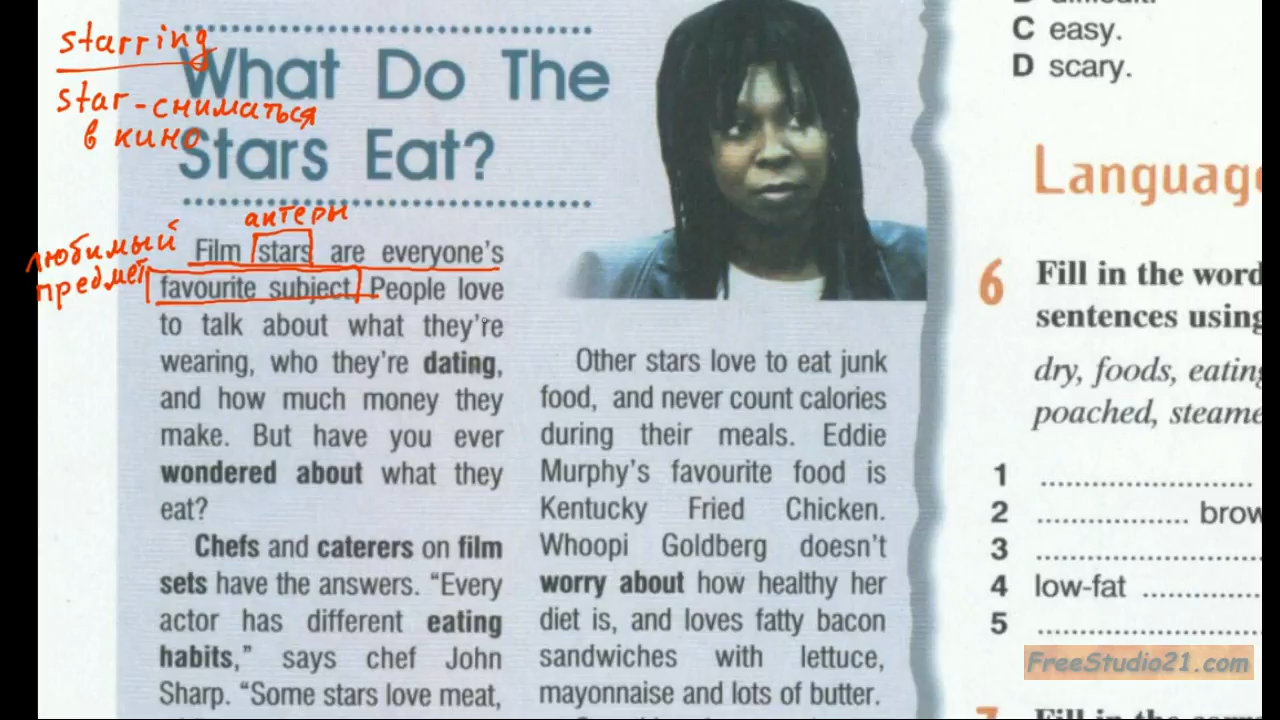 starring
star-сниматься
в кино
What Do The
Stars Eat?
актеры
любимый
предмет
Film stars are everyone's
favourite subject. People love
to talk about what they're
wearing, who they're dating,
and how much money they
make. But have you ever
wondered about what they
eat?
Chefs and caterers on film
sets have the answers. “Every
actor has different eating
habits,” says chef John
Sharp. “Some stars love meat,
Other stars love to eat junk
food, and never count calories
during their meals. Eddie
Murphy's favourite food is
Kentucky Fried Chicken.
Whoopi Goldberg doesn't
worry about how healthy her
diet is, and loves fatty bacon
sandwiches with lettuce,
mayonnaise and lots of butter.
C easy.
D scary.
Language
6 Fill in the word
sentences using
dry, foods, eating
poached, steame
1 ........................
2 ................. brow
3 ........................
4 low-fat ..............
5 ........................
FreeStudio21.com